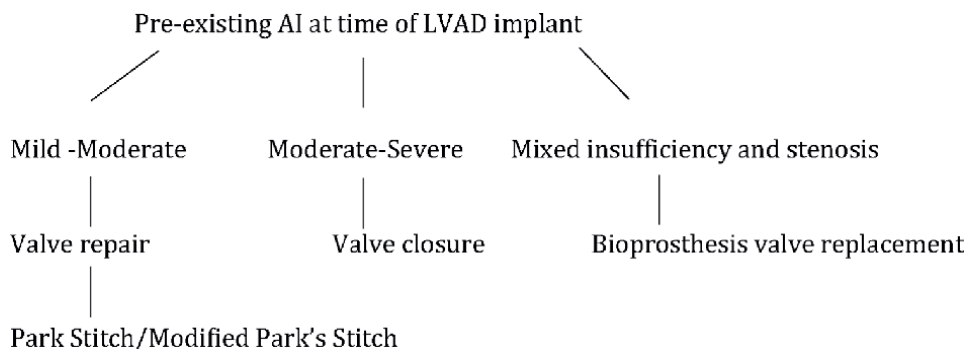 Pre-existing AI at time of LVAD implant
Mild -Moderate
Moderate-Severe
Mixed insufficiency and stenosis
Valve repair
Valve closure
Bioprosthesis valve replacement
Park Stitch/Modified Park's Stitch